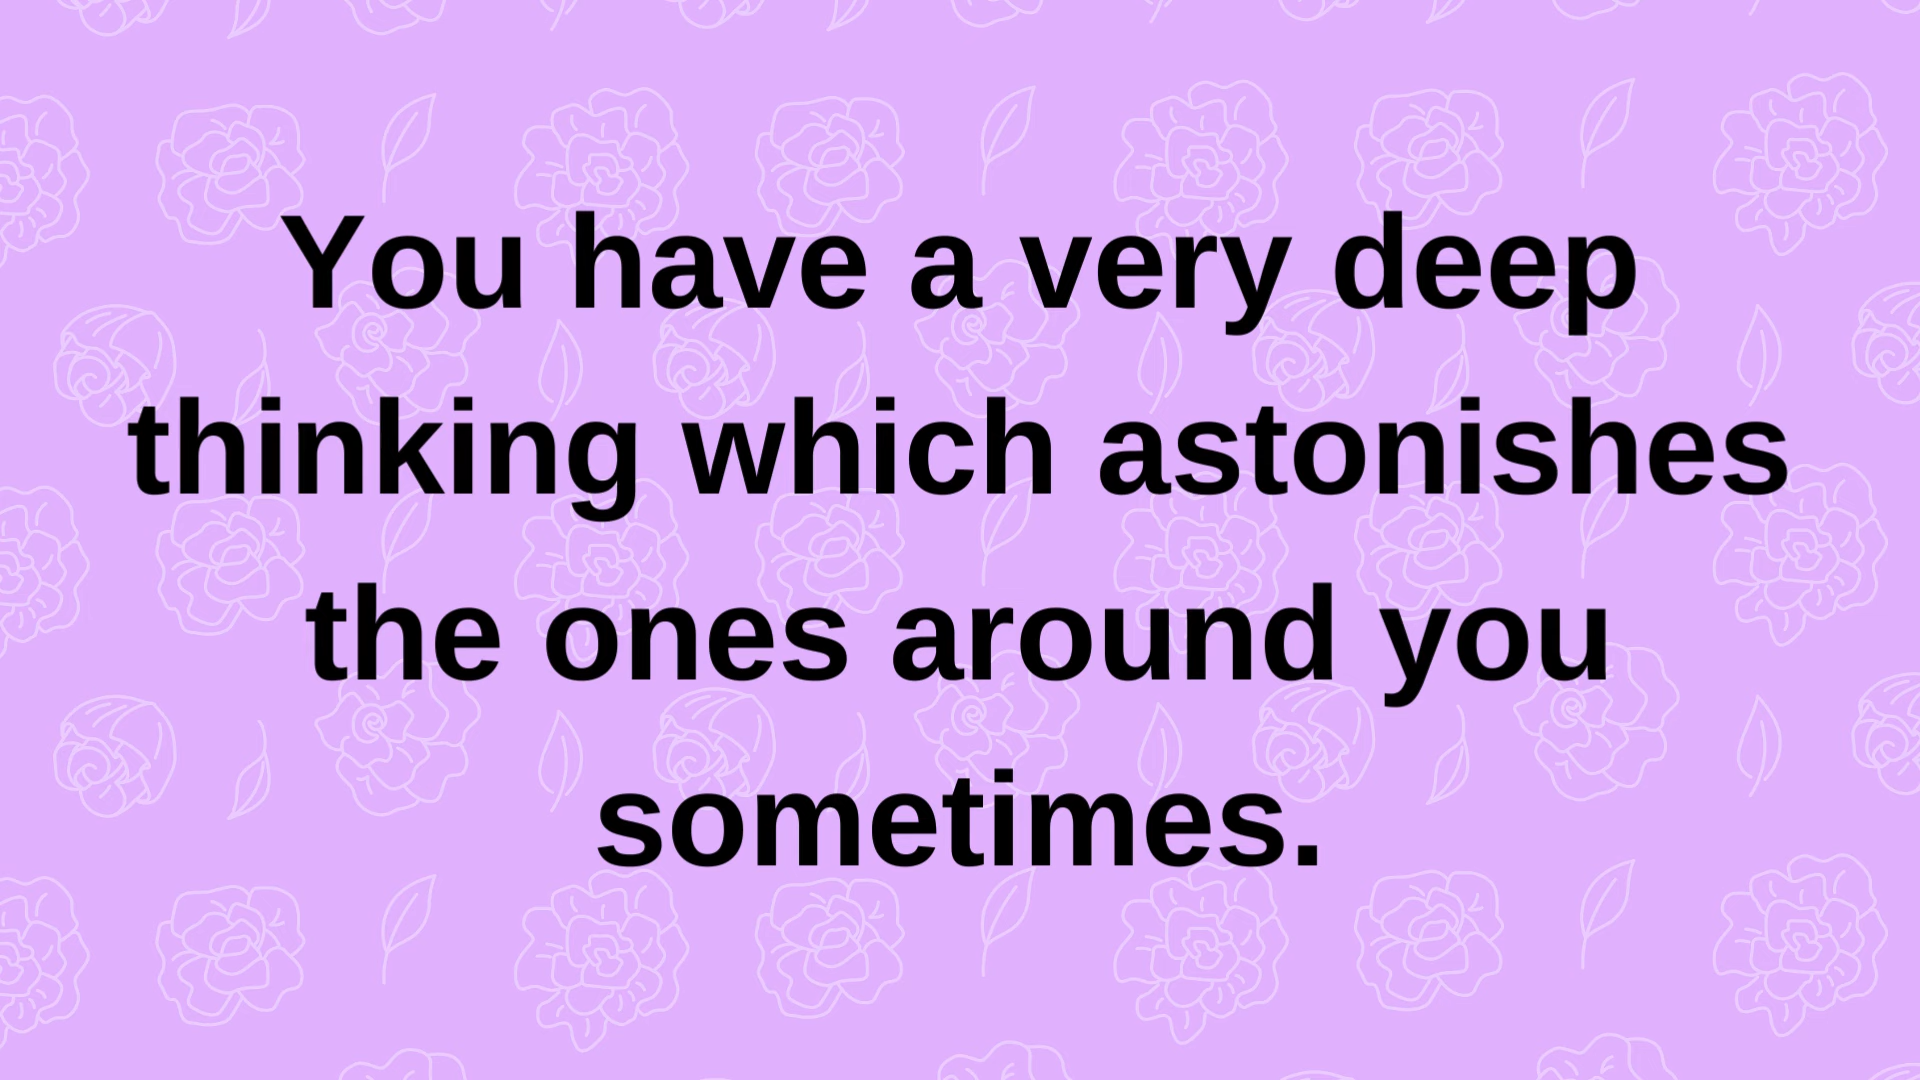 You have a very deep
thinking which astonishes
the ones around you
sometimes.